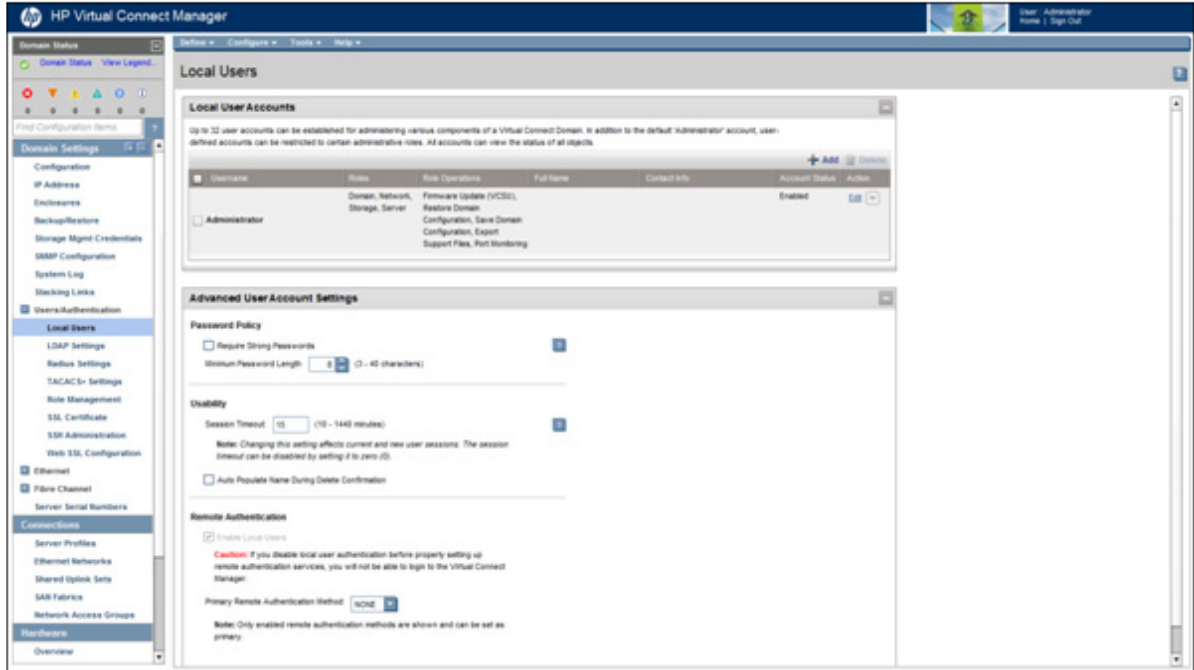 HP Virtual Connect Manager
User : Administrator
Home | Sign Out
Domain Status
Domain Status View Legend...
0 0 0 0 0 0
Find Configuration Items.
?
Domain Settings
Configuration
IP Address
Enclosures
Backup/Restore
Storage Mgmt Credentials
SNMP Configuration
System Log
Stacking Links
Users/Authentication
Local Users
LDAP Settings
Radius Settings
TACACS+ Settings
Role Management
SSL Certificate
SSH Administration
Web SSL Configuration
Ethernet
Fibre Channel
Server Serial Numbers
Connections
Server Profiles
Ethernet Networks
Shared Uplink Sets
SAN Fabrics
Network Access Groups
Hardware
Overview
Define Configure Tools Help
Local Users
?
Local User Accounts
Up to 32 user accounts can be established for administering various components of a Virtual Connect Domain. In addition to the default 'Administrator' account, user-
defined accounts can be restricted to certain administrative roles. All accounts can view the status of all objects.
Add Delete
Username Roles Role Operations Full Name Contact Info Account Status Action
Administrator
Domain, Network,
Storage, Server
Firmware Update (VCSU),
Restore Domain
Configuration, Save Domain
Configuration, Export
Support Files, Port Monitoring
Enabled
Edit
Advanced User Account Settings
Password Policy
Require Strong Passwords
?
Minimum Password Length 8 (3 - 40 characters)
Usability
Session Timeout 15 (10 - 1440 minutes)
?
Note: Changing this setting affects current and new user sessions. The session
timeout can be disabled by setting it to zero (0).
Auto Populate Name During Delete Confirmation
Remote Authentication
Enable Local Users
Caution: If you disable local user authentication before properly setting up
remote authentication services, you will not be able to login to the Virtual Connect
Manager.
Primary Remote Authentication Method NONE
Note: Only enabled remote authentication methods are shown and can be set as
primary.